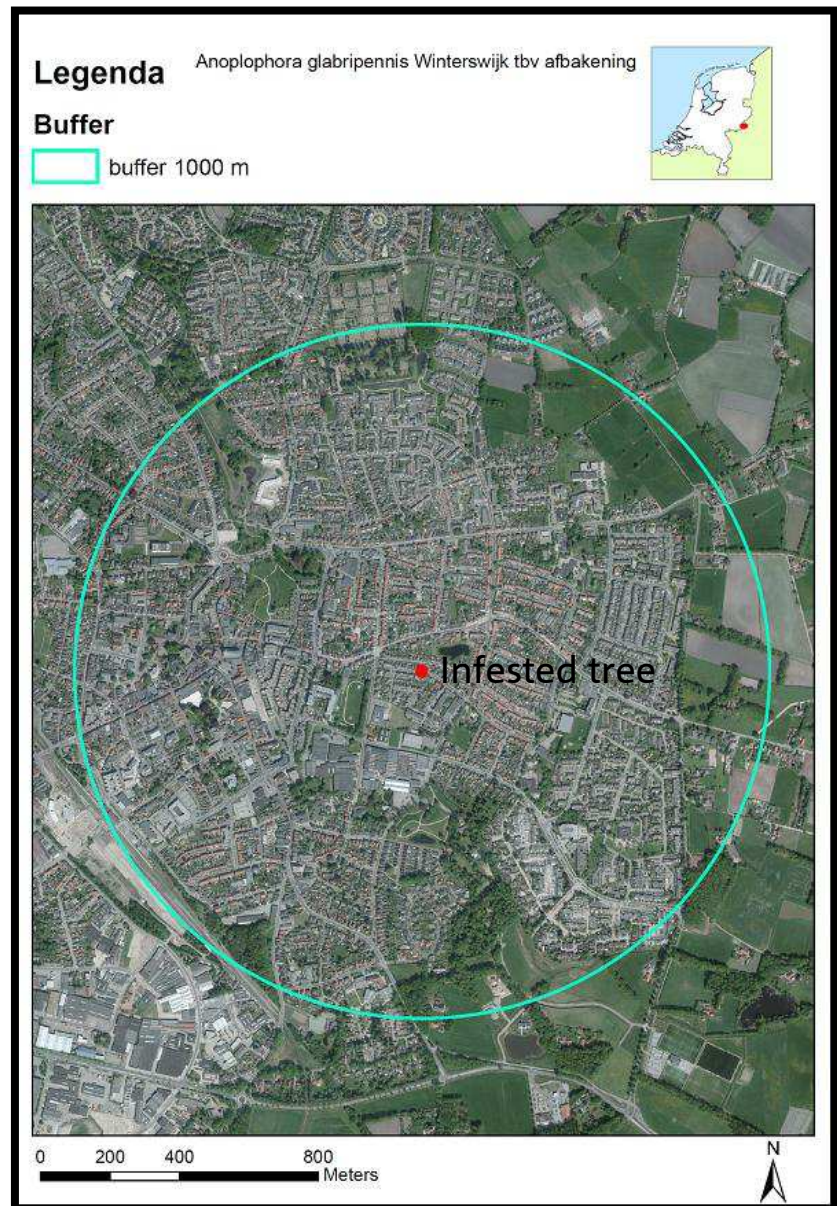 Legenda
Anoplophora glabripennis Winterswijk tbv afbakening
Buffer
buffer 1000 m
Infested tree
0 200 400 800
Meters
N